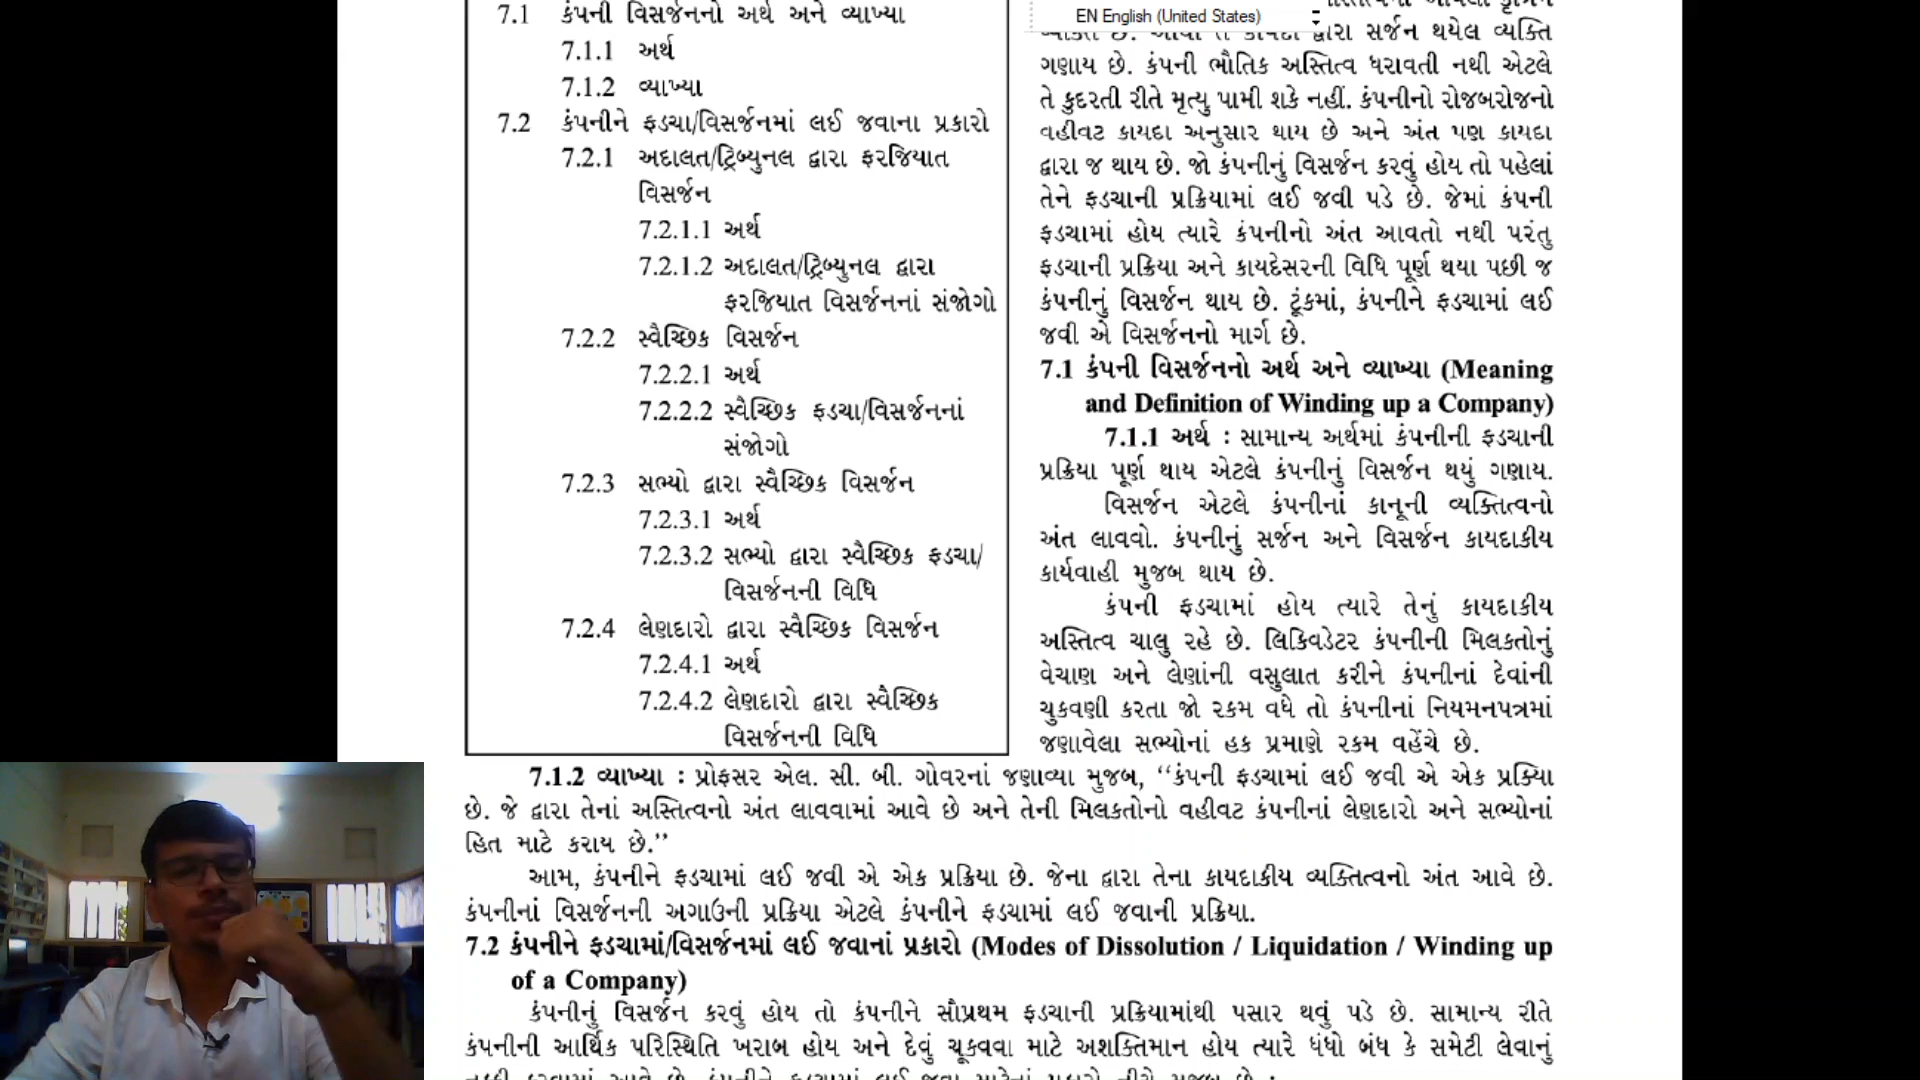 7.1 કંપની વિસર્જનનો અર્થ અને વ્યાખ્યા
7.1.1 અર્થ
7.1.2 વ્યાખ્યા
7.2 કંપનીને ફડચા/વિસર્જનમાં લઈ જવાના પ્રકારો
7.2.1 અદાલત/ટ્રિબ્યુનલ દ્વારા ફરજિયાત
વિસર્જન
7.2.1.1 અર્થ
7.2.1.2 અદાલત/ટ્રિબ્યુનલ દ્વારા
ફરજિયાત વિસર્જનનાં સંજોગો
7.2.2 સ્વૈચ્છિક વિસર્જન
7.2.2.1 અર્થ
7.2.2.2 સ્વૈચ્છિક ફડચા/વિસર્જનનાં
સંજોગો
7.2.3 સભ્યો દ્વારા સ્વૈચ્છિક વિસર્જન
7.2.3.1 અર્થ
7.2.3.2 સભ્યો દ્વારા સ્વૈચ્છિક ફડચા/
વિસર્જનની વિધિ
7.2.4 લેણદારો દ્વારા સ્વૈચ્છિક વિસર્જન
7.2.4.1 અર્થ
7.2.4.2 લેણદારો દ્વારા સ્વૈચ્છિક
વિસર્જનની વિધિ
EN English (United States)
દ્વારા સર્જન થયેલ વ્યક્તિ
ગણાય છે. કંપની ભૌતિક અસ્તિત્વ ધરાવતી નથી એટલે
તે કુદરતી રીતે મૃત્યુ પામી શકે નહીં. કંપનીનો રોજબરોજનો
વહીવટ કાયદા અનુસાર થાય છે અને અંત પણ કાયદા
દ્વારા જ થાય છે. જો કંપનીનું વિસર્જન કરવું હોય તો પહેલાં
તેને ફડચાની પ્રક્રિયામાં લઈ જવી પડે છે. જેમાં કંપની
ફડચામાં હોય ત્યારે કંપનીનો અંત આવતો નથી પરંતુ
ફડચાની પ્રક્રિયા અને કાયદેસરની વિધિ પૂર્ણ થયા પછી જ
કંપનીનું વિસર્જન થાય છે. ટૂંકમાં, કંપનીને ફડચામાં લઈ
જવી એ વિસર્જનનો માર્ગ છે.
7.1 કંપની વિસર્જનનો અર્થ અને વ્યાખ્યા (Meaning
and Definition of Winding up a Company)
7.1.1 અર્થ : સામાન્ય અર્થમાં કંપનીની ફડચાની
પ્રક્રિયા પૂર્ણ થાય એટલે કંપનીનું વિસર્જન થયું ગણાય.
વિસર્જન એટલે કંપનીનાં કાનૂની વ્યક્તિત્વનો
અંત લાવવો. કંપનીનું સર્જન અને વિસર્જન કાયદાકીય
કાર્યવાહી મુજબ થાય છે.
કંપની ફડચામાં હોય ત્યારે તેનું કાયદાકીય
અસ્તિત્વ ચાલુ રહે છે. લિક્વિડેટર કંપનીની મિલકતોનું
વેચાણ અને લેણાંની વસુલાત કરીને કંપનીનાં દેવાંની
ચુકવણી કરતા જો રકમ વધે તો કંપનીનાં નિયમનપત્રમાં
જણાવેલા સભ્યોનાં હક પ્રમાણે રકમ વહેંચે છે.
7.1.2 વ્યાખ્યા : પ્રોફસર એલ. સી. બી. ગોવરનાં જણાવ્યા મુજબ, “કંપની ફડચામાં લઈ જવી એ એક પ્રક્રિયા
છે. જે દ્વારા તેનાં અસ્તિત્વનો અંત લાવવામાં આવે છે અને તેની મિલકતોનો વહીવટ કંપનીનાં લેણદારો અને સભ્યોનાં
હિત માટે કરાય છે.”
આમ, કંપનીને ફડચામાં લઈ જવી એ એક પ્રક્રિયા છે. જેના દ્વારા તેના કાયદાકીય વ્યક્તિત્વનો અંત આવે છે.
કંપનીનાં વિસર્જનની અગાઉની પ્રક્રિયા એટલે કંપનીને ફડચામાં લઈ જવાની પ્રક્રિયા.
7.2 કંપનીને ફડચામાં/વિસર્જનમાં લઈ જવાનાં પ્રકારો (Modes of Dissolution / Liquidation / Winding up
of a Company)
કંપનીનું વિસર્જન કરવું હોય તો કંપનીને સૌપ્રથમ ફડચાની પ્રક્રિયામાંથી પસાર થવું પડે છે. સામાન્ય રીતે
કંપનીની આર્થિક પરિસ્થિતિ ખરાબ હોય અને દેવું ચૂકવવા માટે અશક્તિમાન હોય ત્યારે ધંધો બંધ કે સમેટી લેવાનું